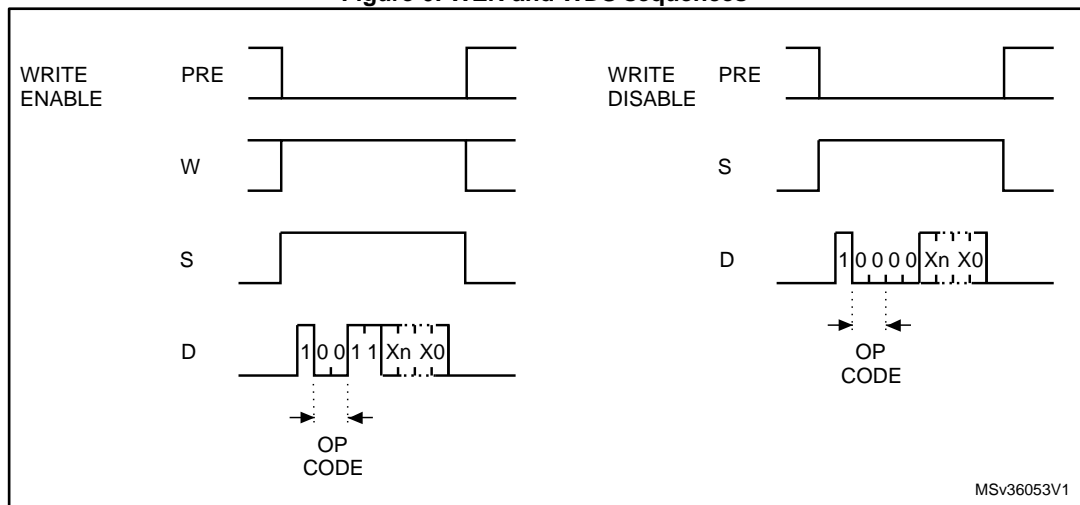 WRITE
ENABLE
PRE
W
S
D
1 0 0 1 1 Xn X0
OP
CODE
WRITE
DISABLE
PRE
S
D
1 0 0 0 0 Xn X0
OP
CODE
MSv36053V1